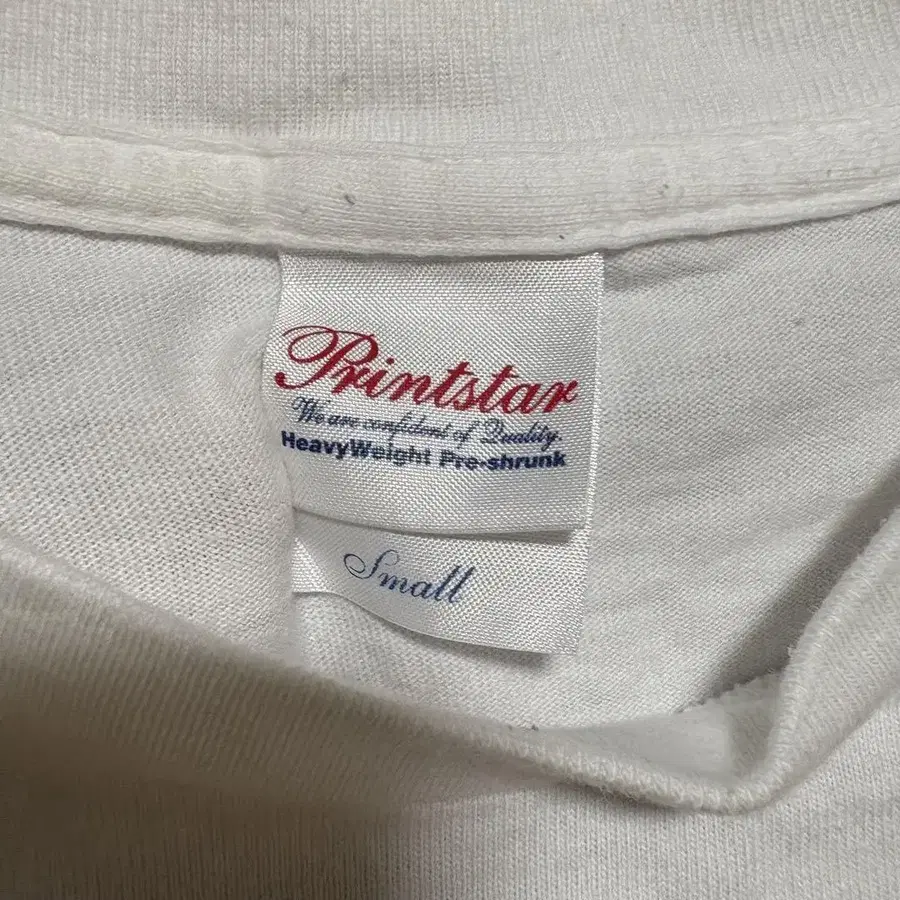 Printstar
We are confident of Quality.
HeavyWeight Pre-shrunk
Small